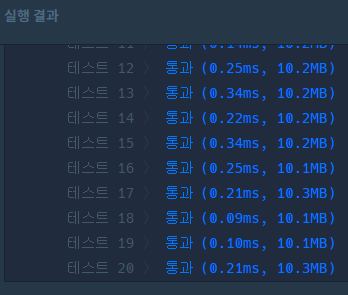 실행 결과
테스트 11 〉 통과 (0.14ms, 10.2MB)
테스트 12 〉 통과 (0.25ms, 10.2MB)
테스트 13 〉 통과 (0.34ms, 10.2MB)
테스트 14 〉 통과 (0.22ms, 10.2MB)
테스트 15 〉 통과 (0.34ms, 10.2MB)
테스트 16 〉 통과 (0.25ms, 10.1MB)
테스트 17 〉 통과 (0.21ms, 10.3MB)
테스트 18 〉 통과 (0.09ms, 10.1MB)
테스트 19 〉 통과 (0.10ms, 10.1MB)
테스트 20 〉 통과 (0.21ms, 10.3MB)